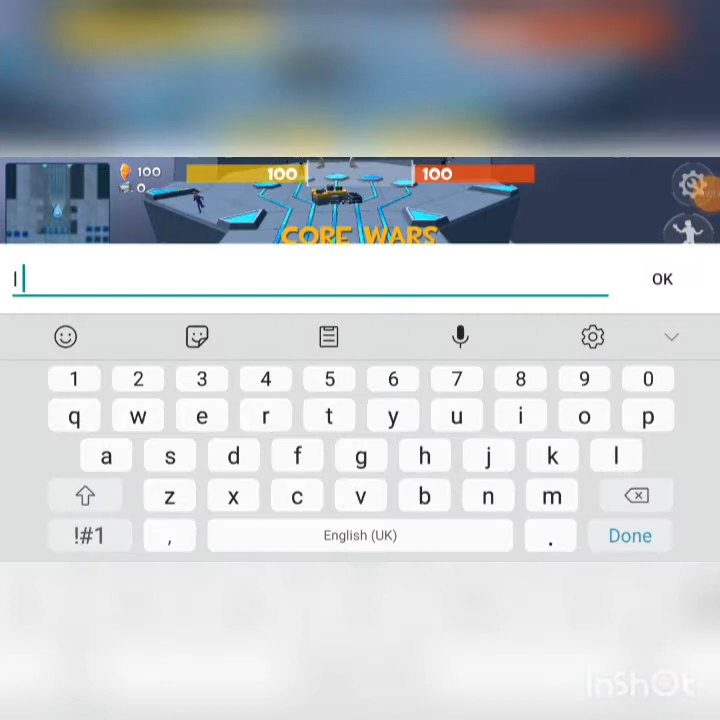 100
0
100
100
CORE WARS
I
OK
1 2 3 4 5 6 7 8 9 0
q w e r t y u i o p
a s d f g h j k l
z x c v b n m
!#1 , English (UK) . Done
InShOt